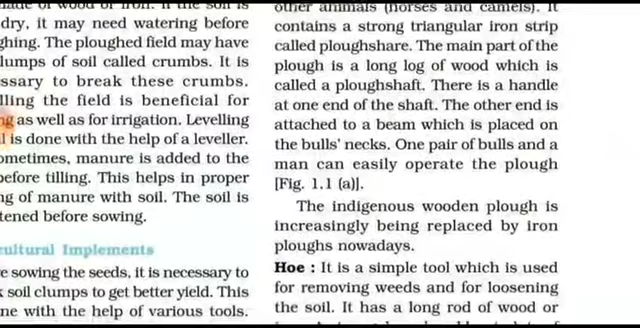 dry, it may need watering before
ghing. The ploughed field may have
lumps of soil called crumbs. It is
ssary to break these crumbs.
lling the field is beneficial for
ng as well as for irrigation. Levelling
l is done with the help of a leveller.
ometimes, manure is added to the
before tilling. This helps in proper
ng of manure with soil. The soil is
tened before sowing.
cultural Implements
e sowing the seeds, it is necessary to
k soil clumps to get better yield. This
ne with the help of various tools.
other animals (horses and camels). It
contains a strong triangular iron strip
called ploughshare. The main part of the
plough is a long log of wood which is
called a ploughshaft. There is a handle
at one end of the shaft. The other end is
attached to a beam which is placed on
the bulls' necks. One pair of bulls and a
man can easily operate the plough
[Fig. 1.1 (a)].
The indigenous wooden plough is
increasingly being replaced by iron
ploughs nowadays.
Hoe : It is a simple tool which is used
for removing weeds and for loosening
the soil. It has a long rod of wood or